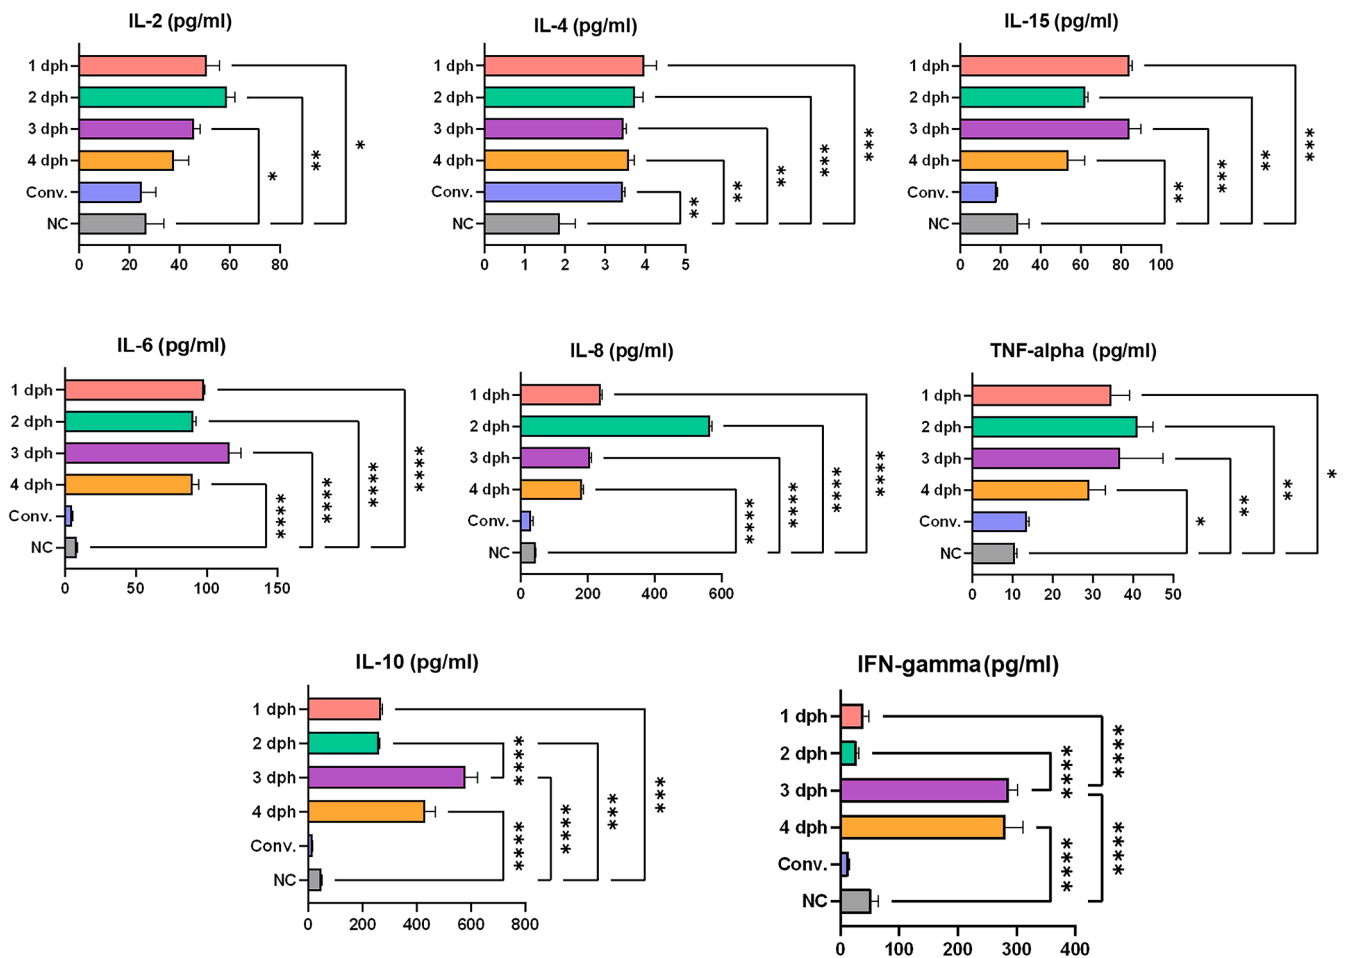 IL-2 (pg/ml)
1 dph
2 dph
3 dph
4 dph
Conv.
NC
0 20 40 60 80
* ** *
IL-4 (pg/ml)
1 dph
2 dph
3 dph
4 dph
Conv.
NC
0 1 2 3 4 5
** ** ** *** ***
IL-15 (pg/ml)
1 dph
2 dph
3 dph
4 dph
Conv.
NC
0 20 40 60 80 100
** *** ** ***
IL-6 (pg/ml)
1 dph
2 dph
3 dph
4 dph
Conv.
NC
0 50 100 150
**** **** **** ****
IL-8 (pg/ml)
1 dph
2 dph
3 dph
4 dph
Conv.
NC
0 200 400 600
**** **** **** ****
TNF-alpha (pg/ml)
1 dph
2 dph
3 dph
4 dph
Conv.
NC
0 10 20 30 40 50
* ** ** *
IL-10 (pg/ml)
1 dph
2 dph
3 dph
4 dph
Conv.
NC
0 200 400 600 800
****
**** **** *** ***
IFN-gamma(pg/ml)
1 dph
2 dph
3 dph
4 dph
Conv.
NC
0 100 200 300 400
**** ****
**** ****